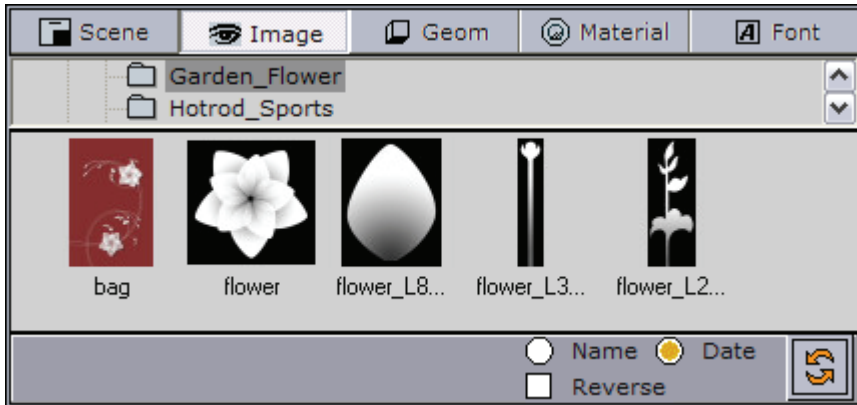 Scene Image Geom Material Font
Garden_Flower
Hotrod_Sports
bag flower flower_L8... flower_L3... flower_L2...
Name Date
Reverse